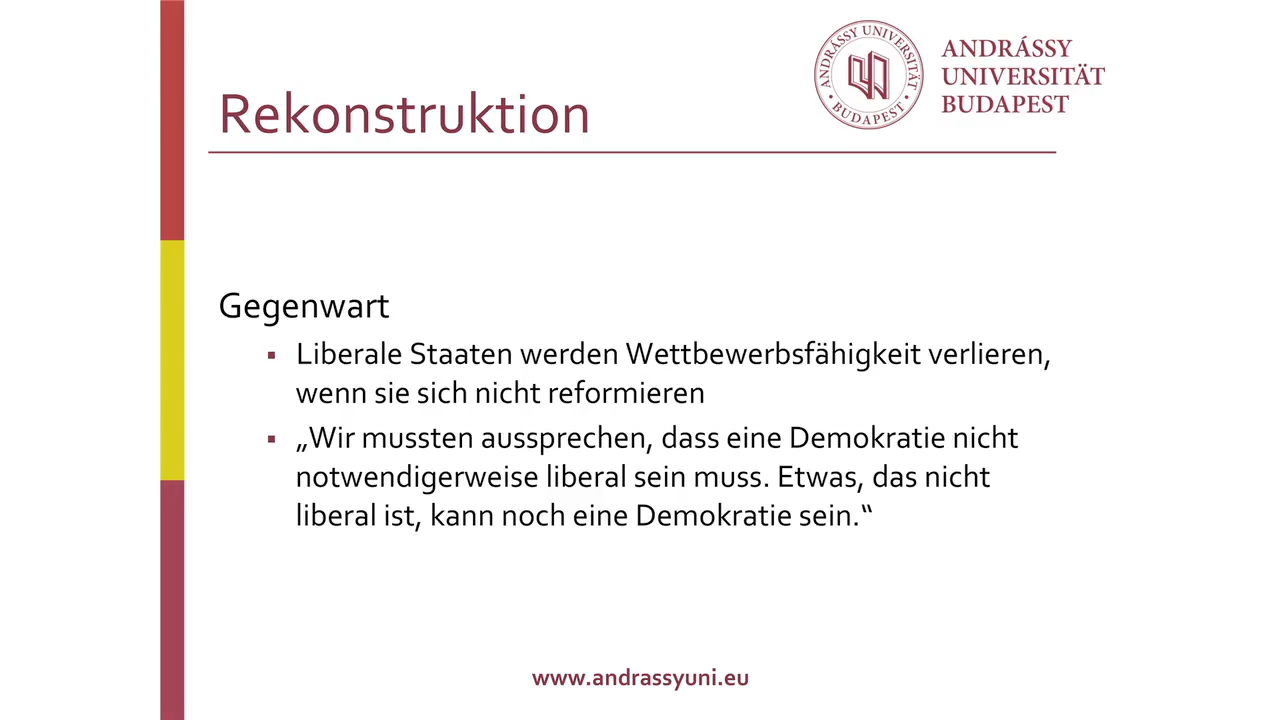 ANDRÁSSY UNIVERSITÄT
BUDAPEST
ANDRÁSSY
UNIVERSITÄT
BUDAPEST
Rekonstruktion
Gegenwart
▪ Liberale Staaten werden Wettbewerbsfähigkeit verlieren,
wenn sie sich nicht reformieren
▪ „Wir mussten aussprechen, dass eine Demokratie nicht
notwendigerweise liberal sein muss. Etwas, das nicht
liberal ist, kann noch eine Demokratie sein.“
www.andrassyuni.eu